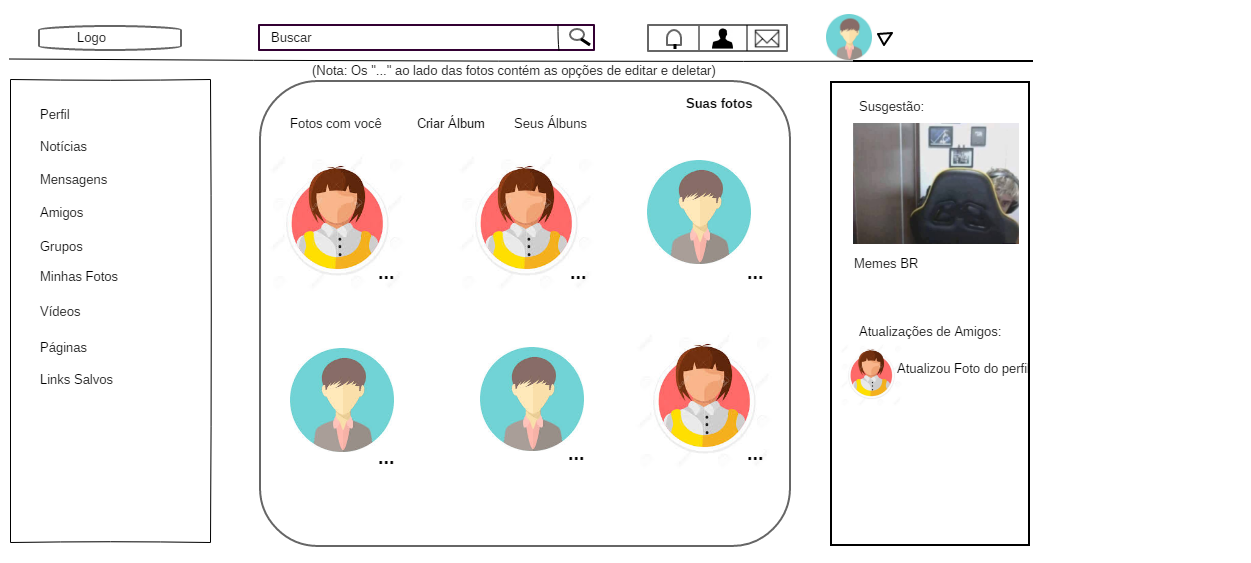 Logo
Buscar
(Nota: Os "..." ao lado das fotos contém as opções de editar e deletar)
Perfil
Notícias
Mensagens
Amigos
Grupos
Minhas Fotos
Vídeos
Páginas
Links Salvos
Suas fotos
Fotos com você
Criar Álbum
Seus Álbuns
...
...
...
...
...
...
Susgestão:
Memes BR
Atualizações de Amigos:
Atualizou Foto do perfil